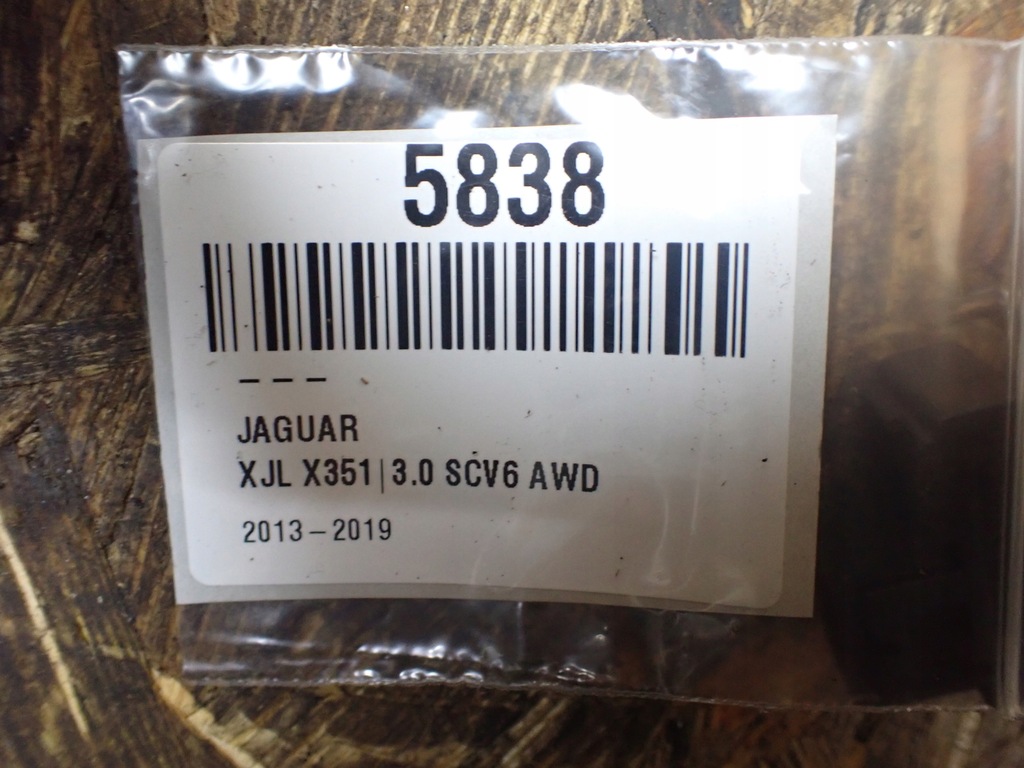 5838
– – –
JAGUAR
XJL X351|3.0 SCV6 AWD
2013–2019